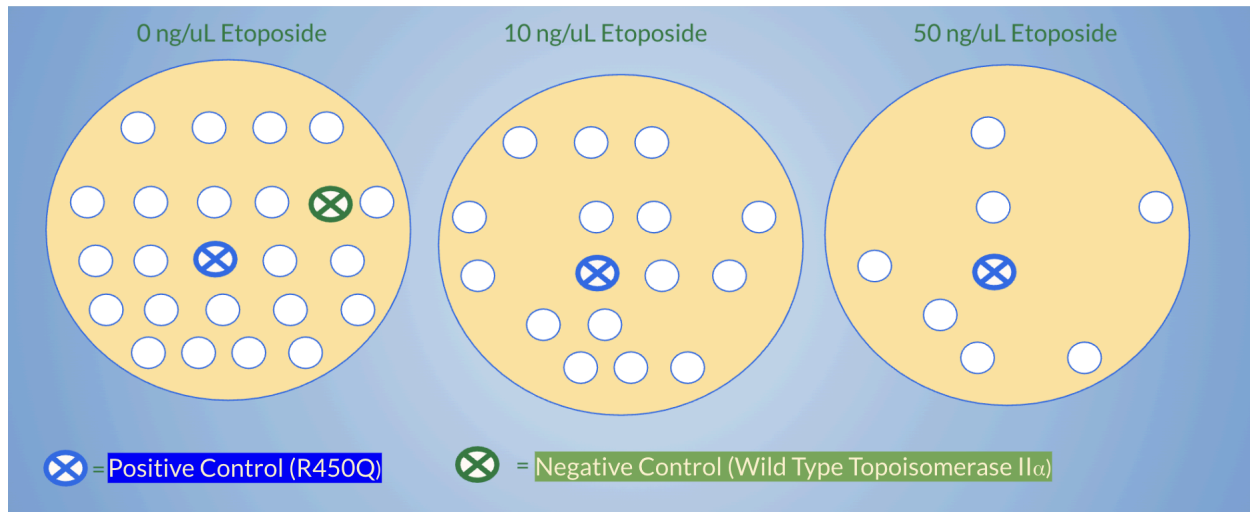 0 ng/uL Etoposide
10 ng/uL Etoposide
50 ng/uL Etoposide
= Positive Control (R450Q)
= Negative Control (Wild Type Topoisomerase IIα)